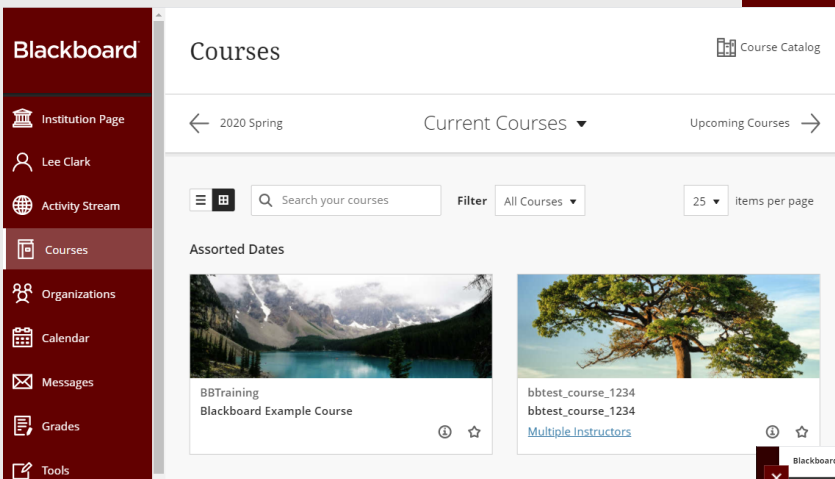 Blackboard
Institution Page
Lee Clark
Activity Stream
Courses
Organizations
Calendar
Messages
Grades
Tools
Courses
Course Catalog
2020 Spring
Current Courses
Upcoming Courses
Search your courses
Filter
All Courses
25
items per page
Assorted Dates
BBTraining
Blackboard Example Course
bbtest_course_1234
bbtest_course_1234
Multiple Instructors
Blackboard